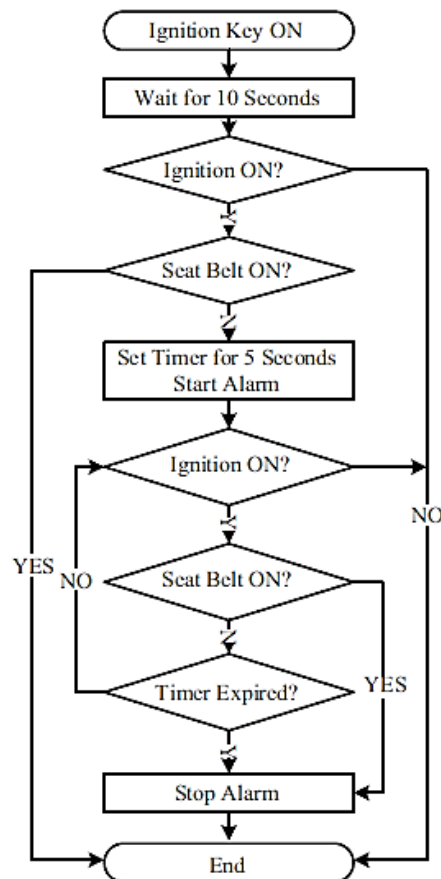 Ignition Key ON
Wait for 10 Seconds
Ignition ON?
Y
Seat Belt ON?
N
Set Timer for 5 Seconds
Start Alarm
Ignition ON?
NO
Y
YES
NO
Seat Belt ON?
N
YES
Timer Expired?
Y
Stop Alarm
End